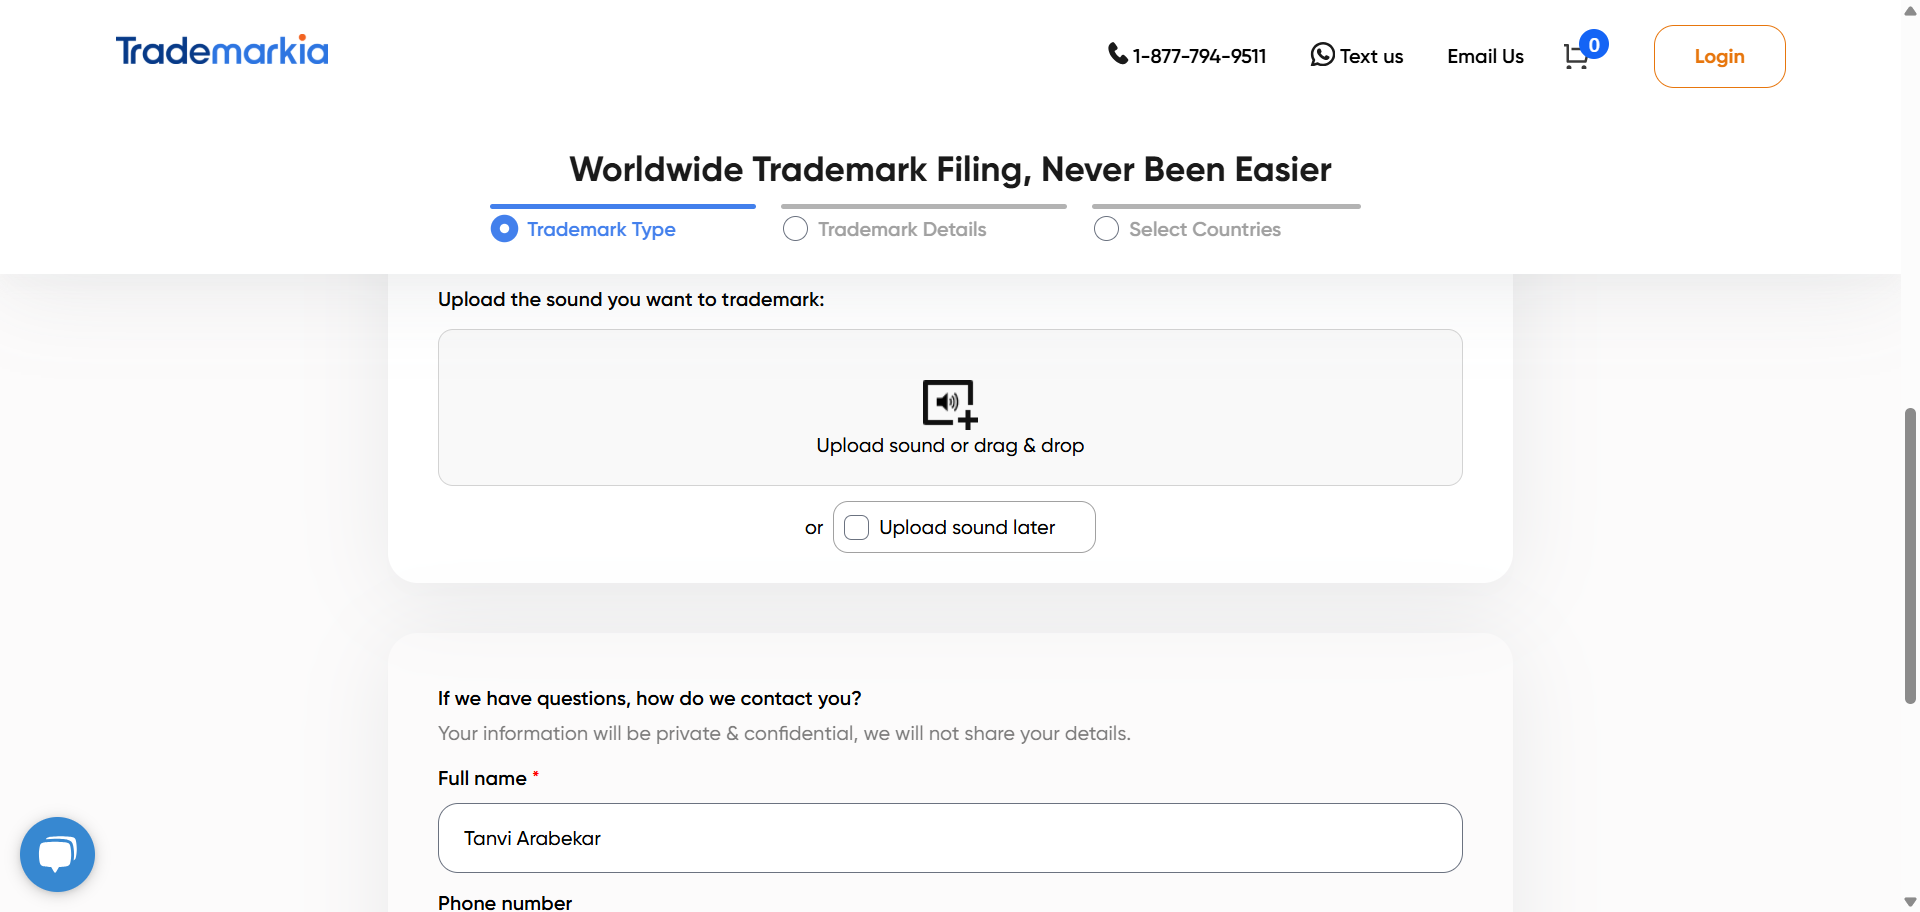 Trademarkia
1-877-794-9511
Text us
Email Us
0
Login
Worldwide Trademark Filing, Never Been Easier
Trademark Type
Trademark Details
Select Countries
Upload the sound you want to trademark:
Upload sound or drag & drop
or
Upload sound later
If we have questions, how do we contact you?
Your information will be private & confidential, we will not share your details.
Full name *
Tanvi Arabekar
Phone number